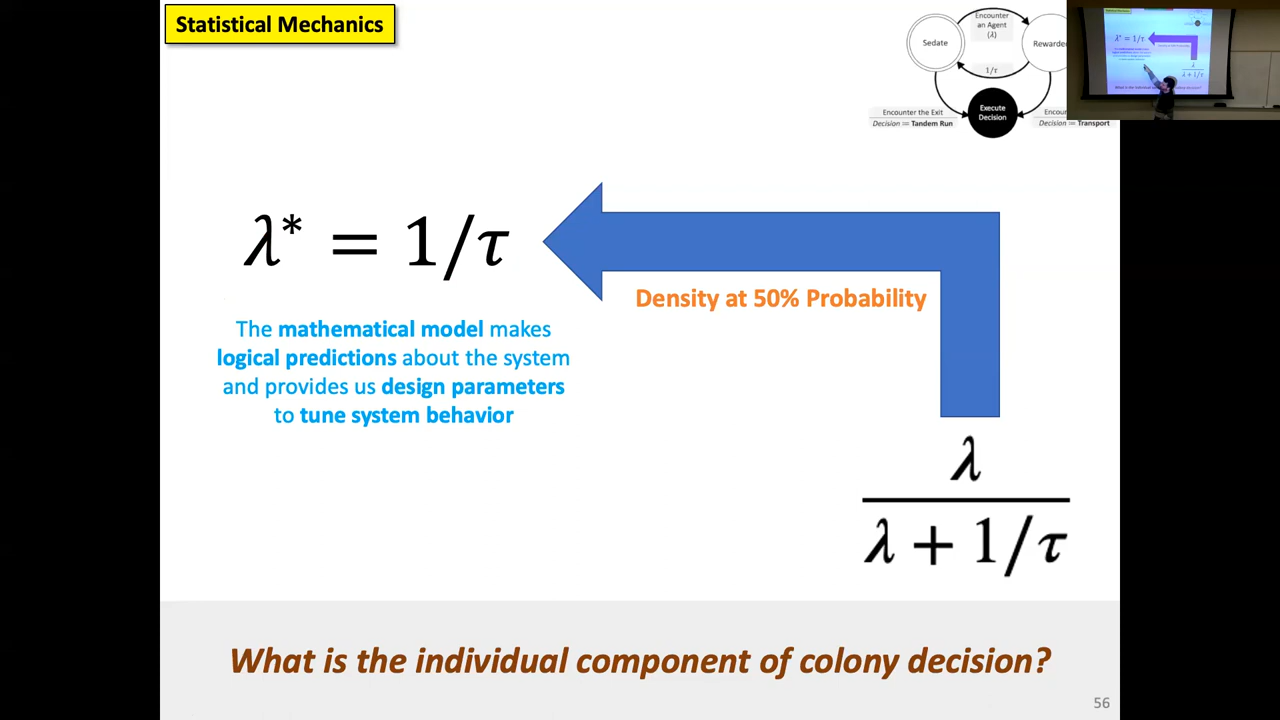 Statistical Mechanics
Encounter
an Agent
(λ)
Sedate
Rewarded
1/τ
Execute
Decision
Encounter the Exit
Decision := Tandem Run
Decision := Transport
λ* = 1/τ
Density at 50% Probability
The mathematical model makes
logical predictions about the system
and provides us design parameters
to tune system behavior
λ
λ + 1/τ
What is the individual component of colony decision?
56
λ* = 1/τ
λ
λ + 1/τ